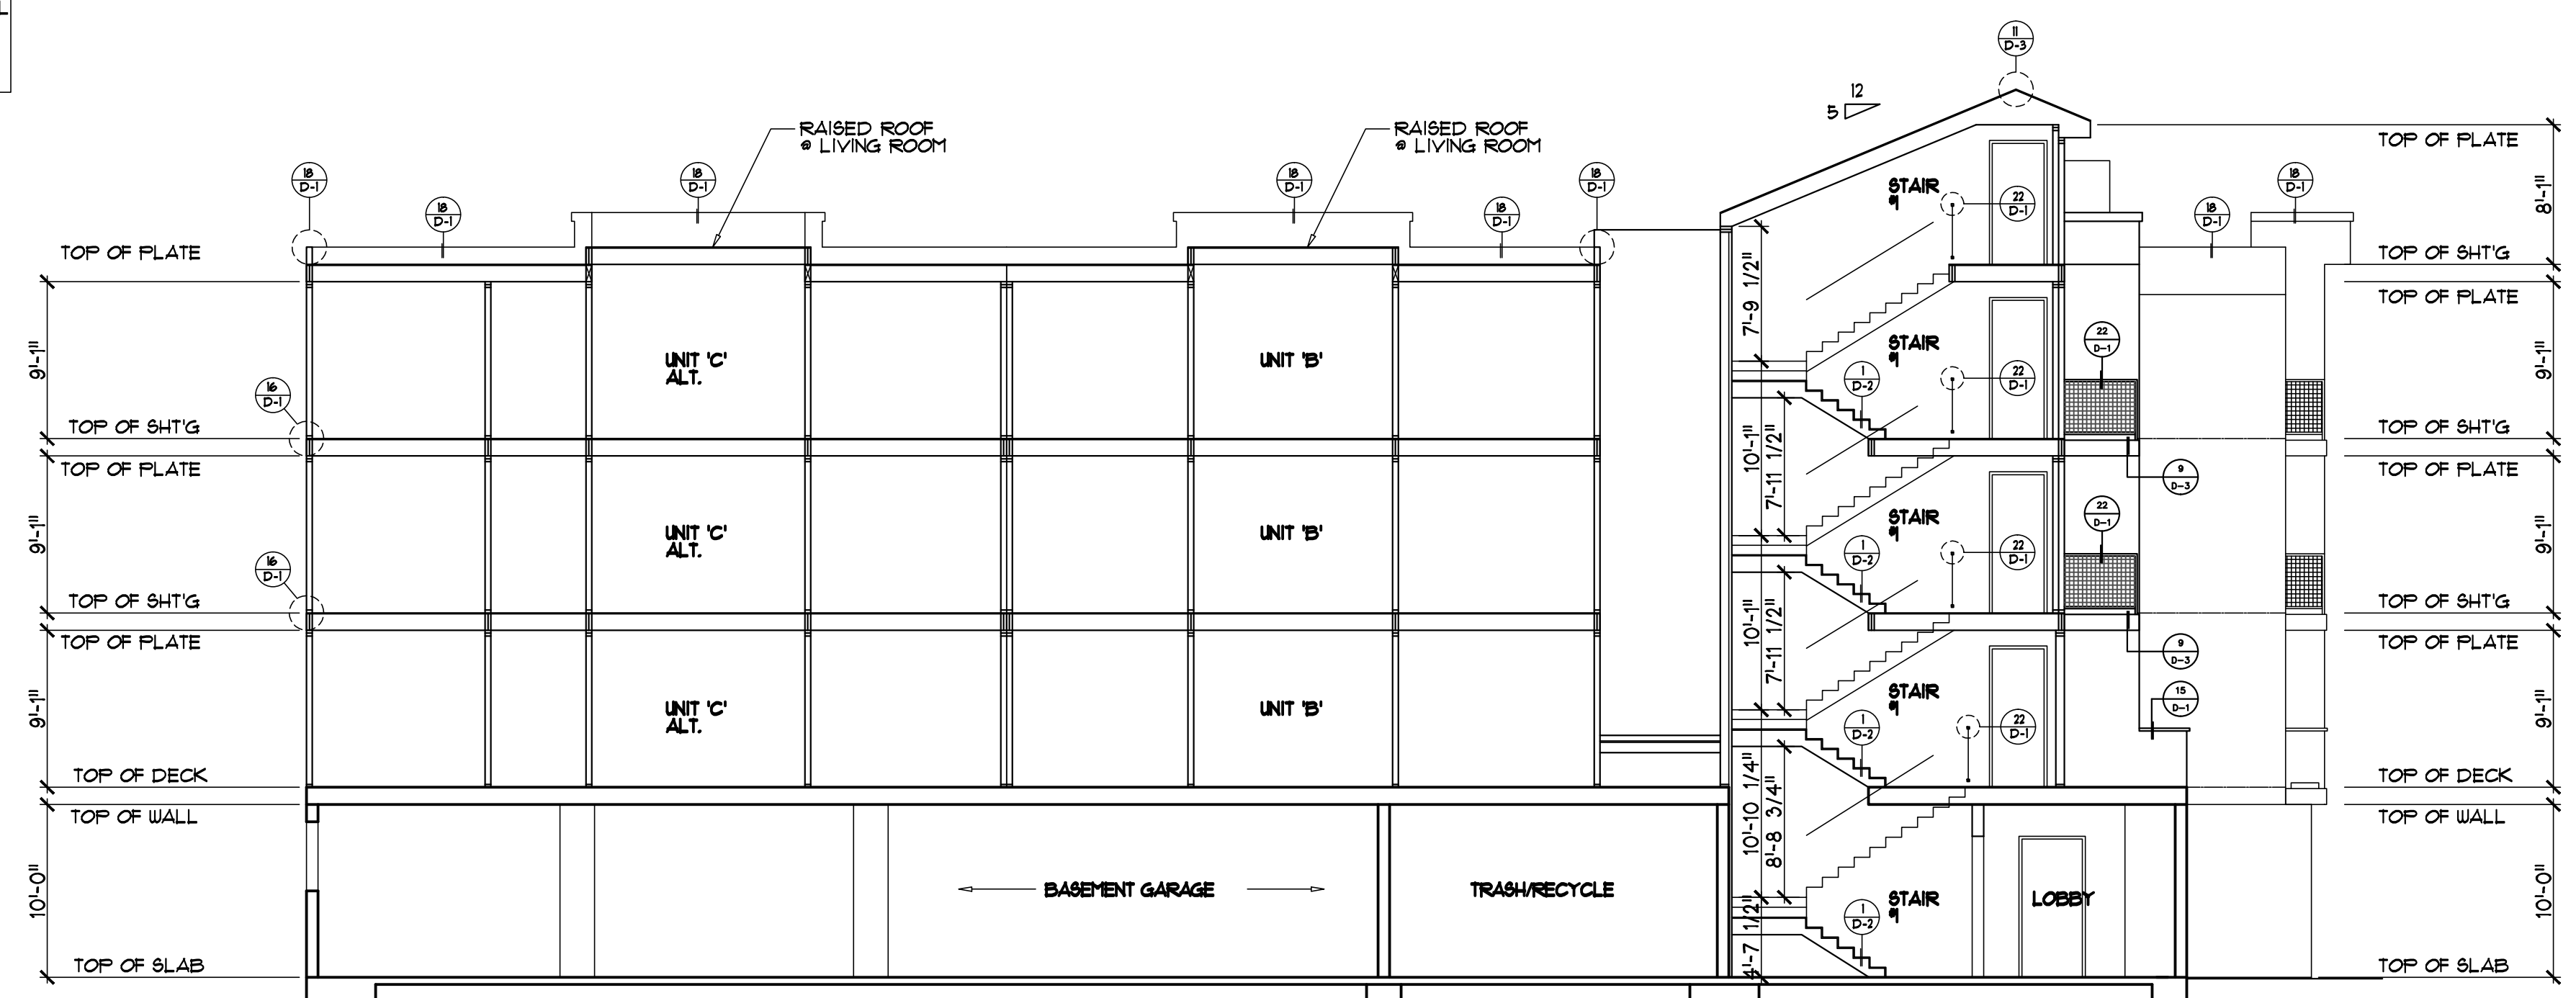 11
D-3
12
5
RAISED ROOF
@ LIVING ROOM
RAISED ROOF
@ LIVING ROOM
TOP OF PLATE
18
D-1
18
D-1
18
D-1
18
D-1
18
D-1
18
D-1
18
D-1
18
D-1
STAIR
#1
22
D-1
8'-1"
TOP OF PLATE
TOP OF SHT'G
TOP OF PLATE
7'-9 1/2"
9'-1"
UNIT 'C'
ALT.
UNIT 'B'
STAIR
#1
22
D-1
22
D-1
1
D-2
9'-1"
16
D-1
TOP OF SHT'G
TOP OF SHT'G
TOP OF PLATE
TOP OF PLATE
10'-1"
7'-11 1/2"
9
D-3
9'-1"
UNIT 'C'
ALT.
UNIT 'B'
STAIR
#1
22
D-1
22
D-1
1
D-2
9'-1"
16
D-1
TOP OF SHT'G
TOP OF SHT'G
TOP OF PLATE
TOP OF PLATE
10'-1"
7'-11 1/2"
9
D-3
9'-1"
UNIT 'C'
ALT.
UNIT 'B'
STAIR
#1
22
D-1
15
D-1
1
D-2
9'-1"
TOP OF DECK
TOP OF DECK
TOP OF WALL
TOP OF WALL
10'-10 1/4"
8'-8 3/4"
10'-0"
BASEMENT GARAGE
TRASH/RECYCLE
4'-7 1/2"
1
D-2
STAIR
#1
LOBBY
10'-0"
TOP OF SLAB
TOP OF SLAB